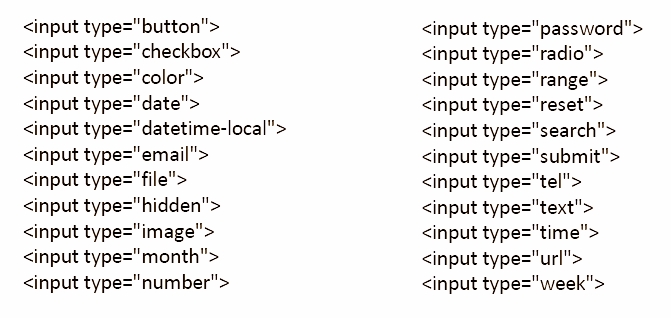 <input type="button">
<input type="checkbox">
<input type="color">
<input type="date">
<input type="datetime-local">
<input type="email">
<input type="file">
<input type="hidden">
<input type="image">
<input type="month">
<input type="number">
<input type="password">
<input type="radio">
<input type="range">
<input type="reset">
<input type="search">
<input type="submit">
<input type="tel">
<input type="text">
<input type="time">
<input type="url">
<input type="week">